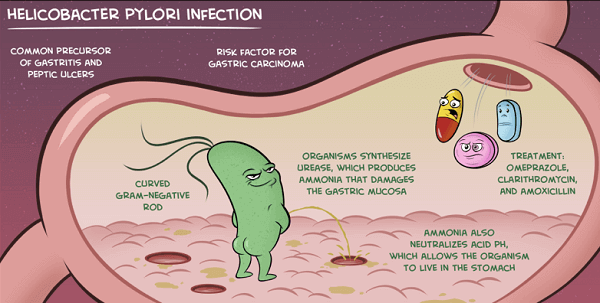 HELICOBACTER PYLORI INFECTION
COMMON PRECURSOR
OF GASTRITIS AND
PEPTIC ULCERS
RISK FACTOR FOR
GASTRIC CARCINOMA
CURVED
GRAM-NEGATIVE
ROD
ORGANISMS SYNTHESIZE
UREASE, WHICH PRODUCES
AMMONIA THAT DAMAGES
THE GASTRIC MUCOSA
TREATMENT:
OMEPRAZOLE,
CLARITHROMYCIN,
AND AMOXICILLIN
AMMONIA ALSO
NEUTRALIZES ACID PH,
WHICH ALLOWS THE ORGANISM
TO LIVE IN THE STOMACH